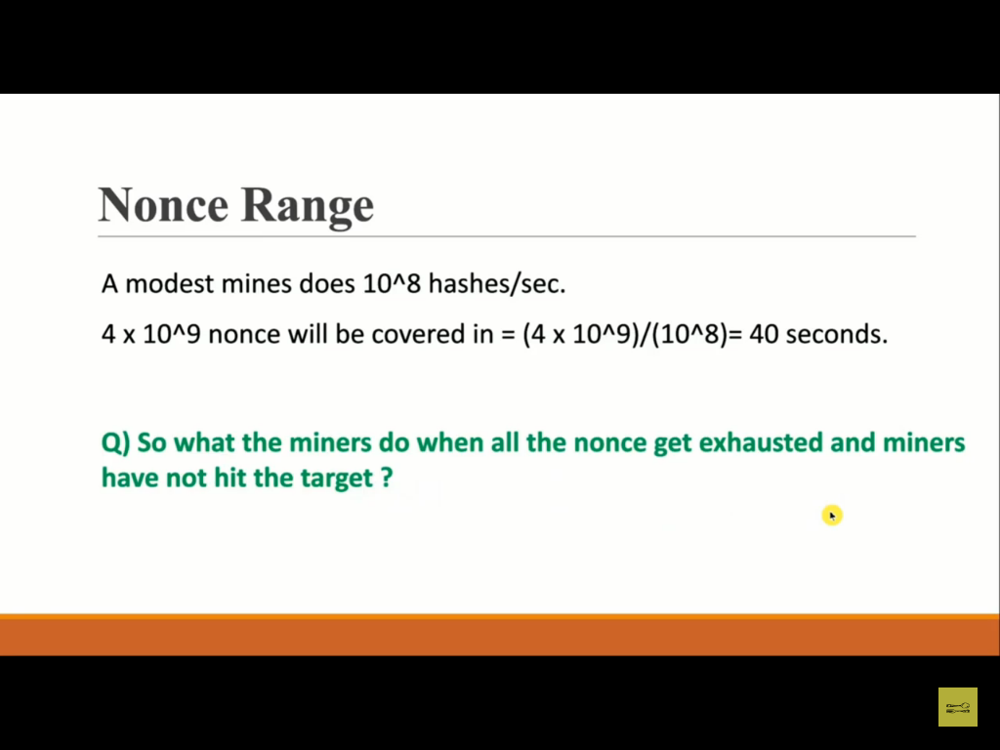 Nonce Range
A modest mines does 10^8 hashes/sec.
4 x 10^9 nonce will be covered in = (4 x 10^9)/(10^8)= 40 seconds.
Q) So what the miners do when all the nonce get exhausted and miners
have not hit the target ?